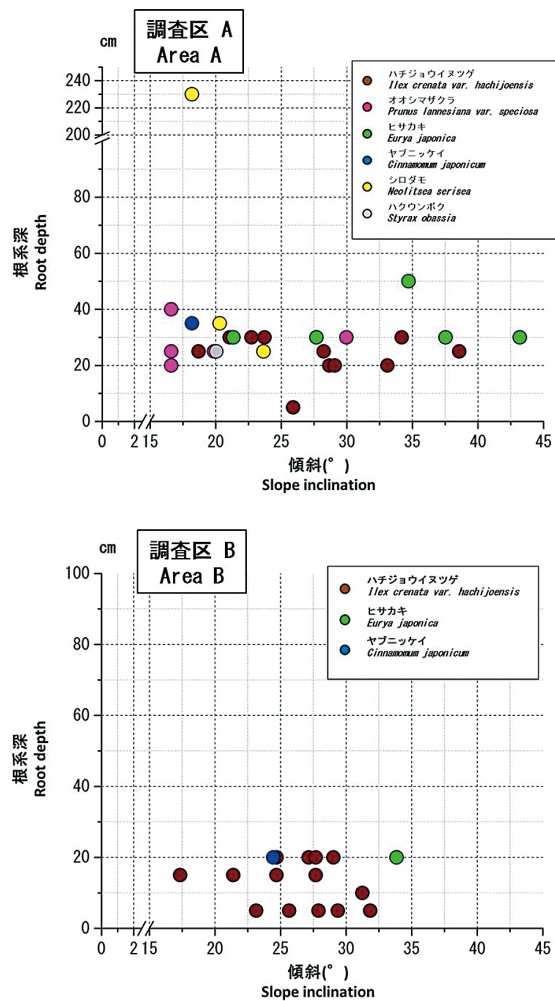 調査区 A
Area A
cm
ハチジョウイヌツゲ
Ilex crenata var. hachijoensis
オオシマザクラ
Prunus lannesiana var. speciosa
ヒサカキ
Eurya japonica
ヤブニッケイ
Cinnamomum japonicum
シロダモ
Neolitsea serisea
ハクウンボク
Styrax obassia
240
220
200
80
60
40
20
0
根系深
Root depth
0 2 15 20 25 30 35 40 45
傾斜(°)
Slope inclination
調査区 B
Area B
cm
ハチジョウイヌツゲ
Ilex crenata var. hachijoensis
ヒサカキ
Eurya japonica
ヤブニッケイ
Cinnamomum japonicum
100
80
60
40
20
0
根系深
Root depth
0 2 15 20 25 30 35 40 45
傾斜(°)
Slope inclination